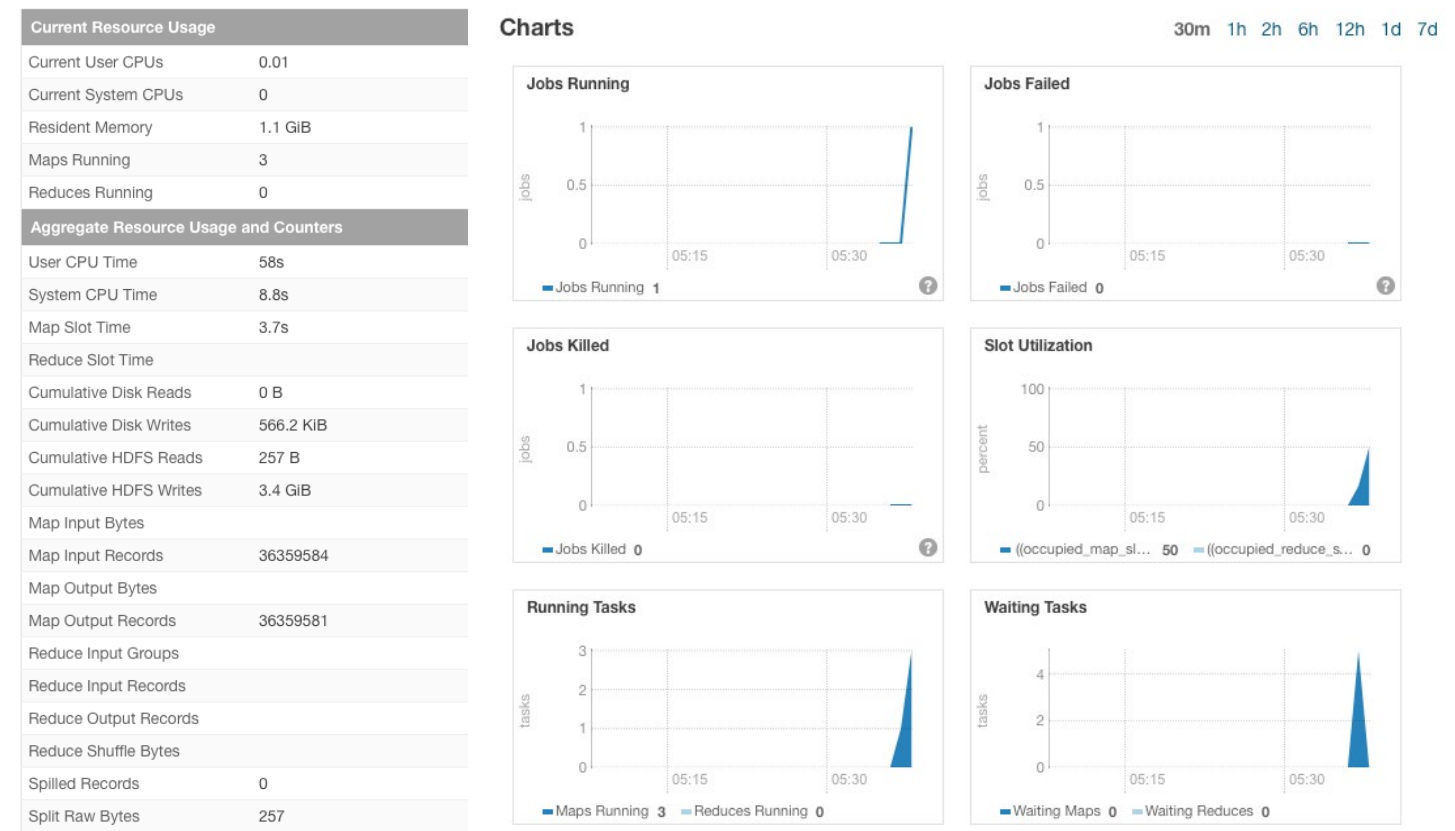 Current Resource Usage
Current User CPUs 0.01
Current System CPUs 0
Resident Memory 1.1 GiB
Maps Running 3
Reduces Running 0
Aggregate Resource Usage and Counters
User CPU Time 58s
System CPU Time 8.8s
Map Slot Time 3.7s
Reduce Slot Time
Cumulative Disk Reads 0 B
Cumulative Disk Writes 566.2 KiB
Cumulative HDFS Reads 257 B
Cumulative HDFS Writes 3.4 GiB
Map Input Bytes
Map Input Records 36359584
Map Output Bytes
Map Output Records 36359581
Reduce Input Groups
Reduce Input Records
Reduce Output Records
Reduce Shuffle Bytes
Spilled Records 0
Split Raw Bytes 257
Charts
30m 1h 2h 6h 12h 1d 7d
Jobs Running
1
0.5
0
jobs
05:15 05:30
Jobs Running 1
?
Jobs Failed
1
0.5
0
jobs
05:15 05:30
Jobs Failed 0
?
Jobs Killed
1
0.5
0
jobs
05:15 05:30
Jobs Killed 0
?
Slot Utilization
100
50
0
percent
05:15 05:30
((occupied_map_sl... 50 ((occupied_reduce_s... 0
Running Tasks
3
2
1
0
tasks
05:15 05:30
Maps Running 3 Reduces Running 0
Waiting Tasks
4
2
0
tasks
05:15 05:30
Waiting Maps 0 Waiting Reduces 0